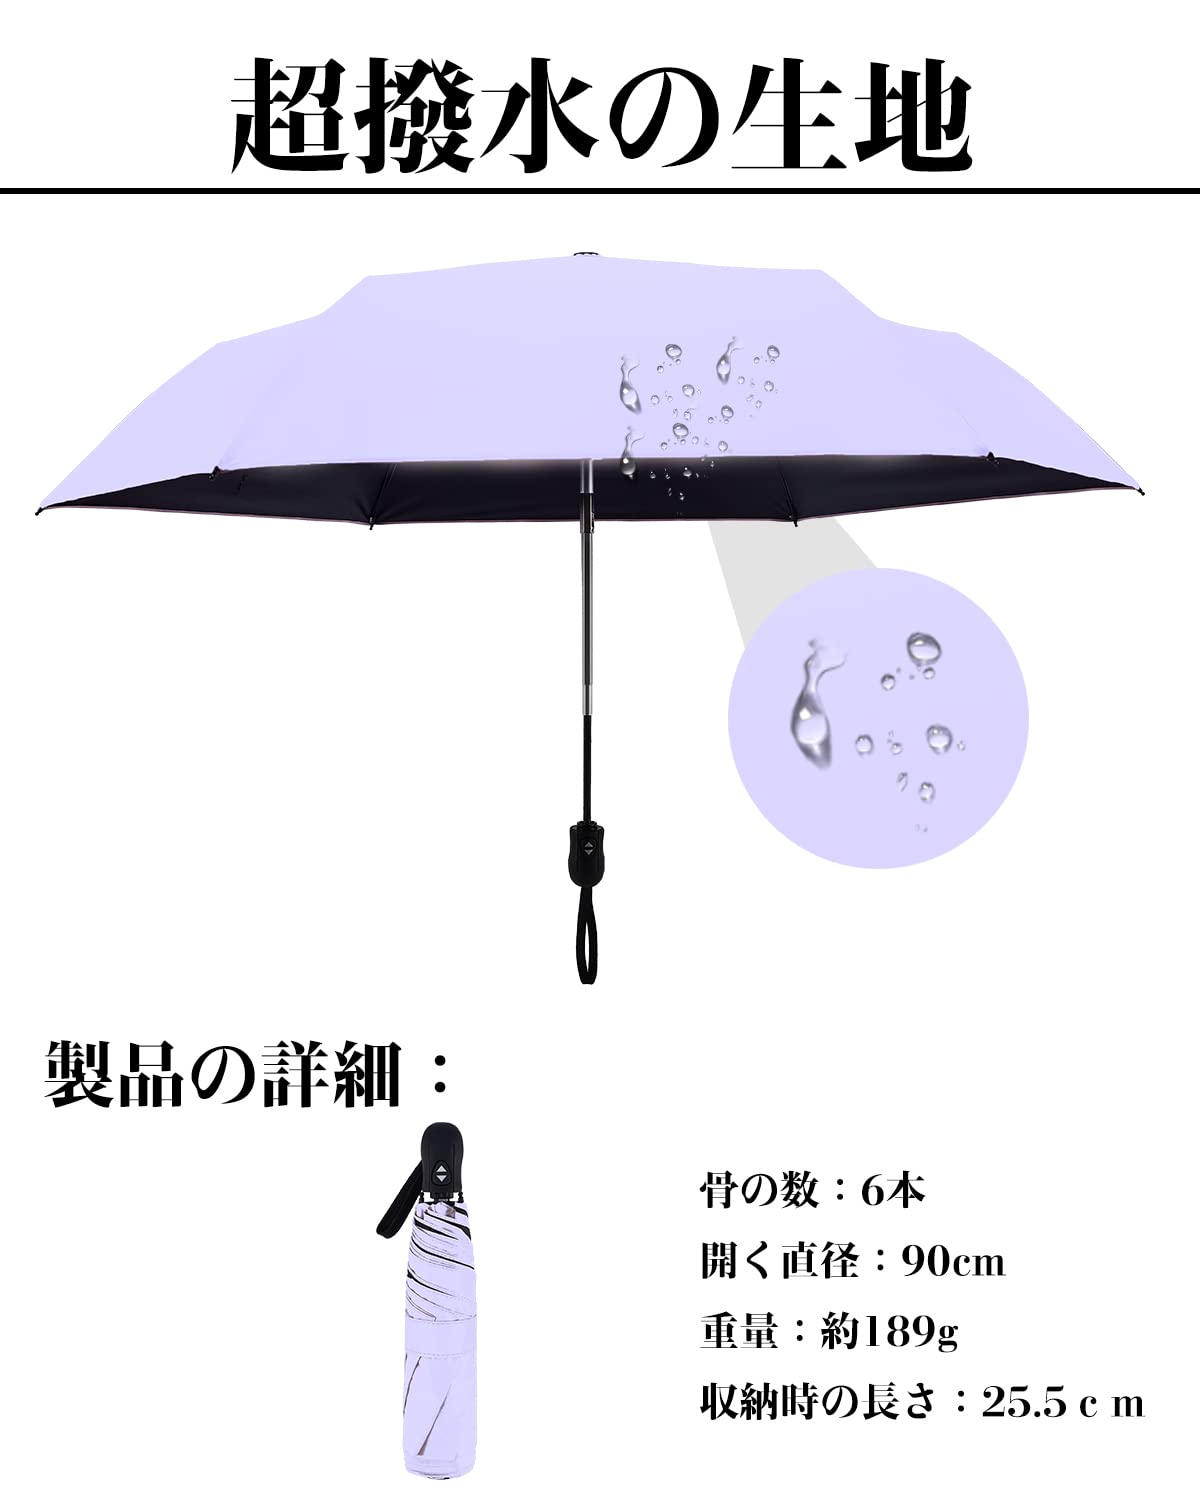 超撥水の生地
製品の詳細：
骨の数：6本
開く直径：90cm
重量：約189g
収納時の長さ：25.5ｃｍ